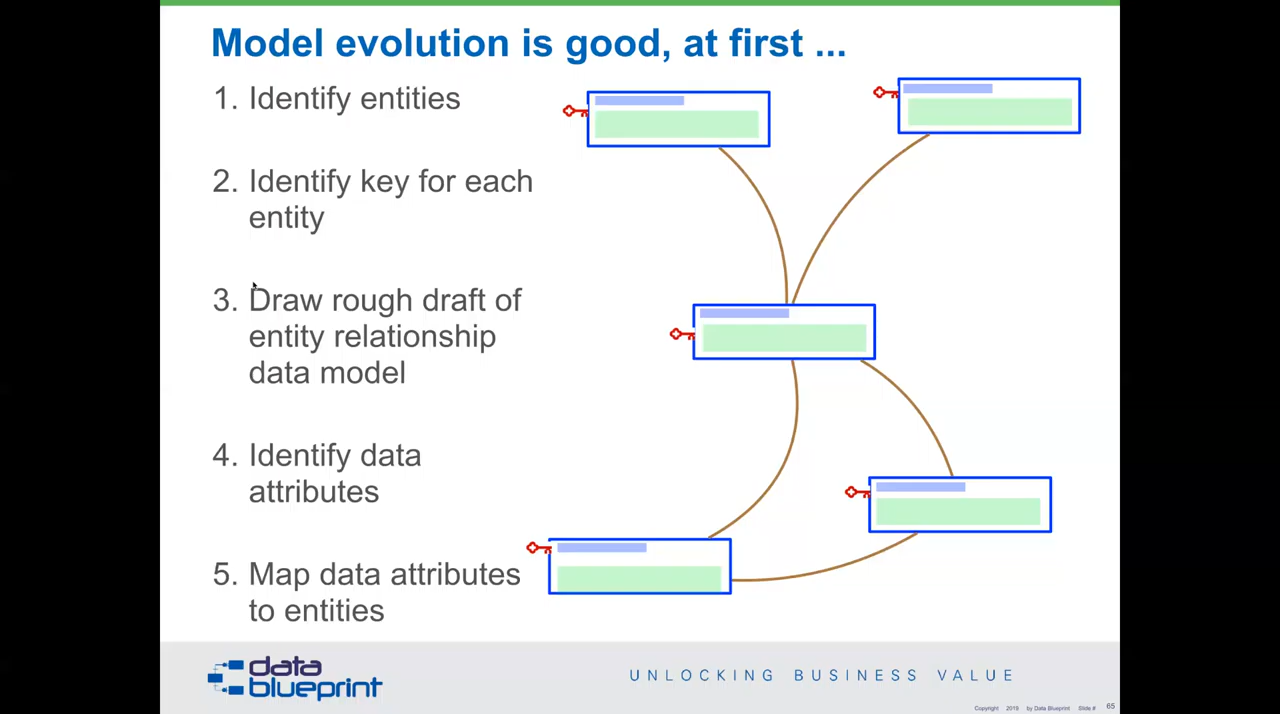 Model evolution is good, at first ...
1. Identify entities
2. Identify key for each
entity
3. Draw rough draft of
entity relationship
data model
4. Identify data
attributes
5. Map data attributes
to entities
data
blueprint
UNLOCKING BUSINESS VALUE
Copyright 2019 by Data Blueprint Slide # 65